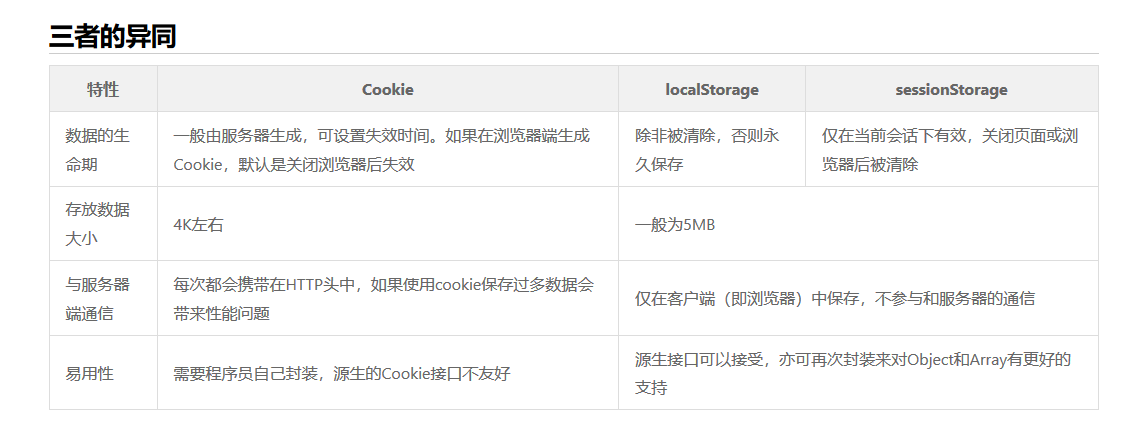 三者的异同
特性 Cookie localStorage sessionStorage
数据的生
命期
一般由服务器生成，可设置失效时间。如果在浏览器端生成
Cookie，默认是关闭浏览器后失效
除非被清除，否则永
久保存
仅在当前会话下有效，关闭页面或浏
览器后被清除
存放数据
大小
4K左右
一般为5MB
与服务器
端通信
每次都会携带在HTTP头中，如果使用cookie保存过多数据会
带来性能问题
仅在客户端（即浏览器）中保存，不参与和服务器的通信
易用性
需要程序员自己封装，源生的Cookie接口不友好
源生接口可以接受，亦可再次封装来对Object和Array有更好的
支持